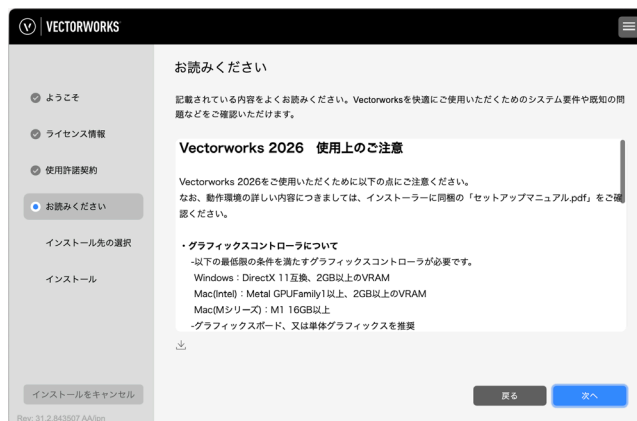 VECTORWORKS
お読みください
ようこそ
ライセンス情報
使用許諾契約
お読みください
インストール先の選択
インストール
記載されている内容をよくお読みください。Vectorworksを快適にご使用いただくためのシステム要件や既知の問
題などをご確認いただけます。
Vectorworks 2026　使用上のご注意
Vectorworks 2026をご使用いただくために以下の点にご注意ください。
なお、動作環境の詳しい内容につきましては、インストーラーに同梱の「セットアップマニュアル.pdf」をご確
認ください。
・グラフィックスコントローラについて
-以下の最低限の条件を満たすグラフィックスコントローラが必要です。
Windows：DirectX 11互換、2GB以上のVRAM
Mac(Intel)：Metal GPUFamily1以上、2GB以上のVRAM
Mac(Mシリーズ)：M1 16GB以上
-グラフィックスボード、又は単体グラフィックスを推奨
インストールをキャンセル
戻る
次へ
Rev: 31.2.843507 AA/jpn